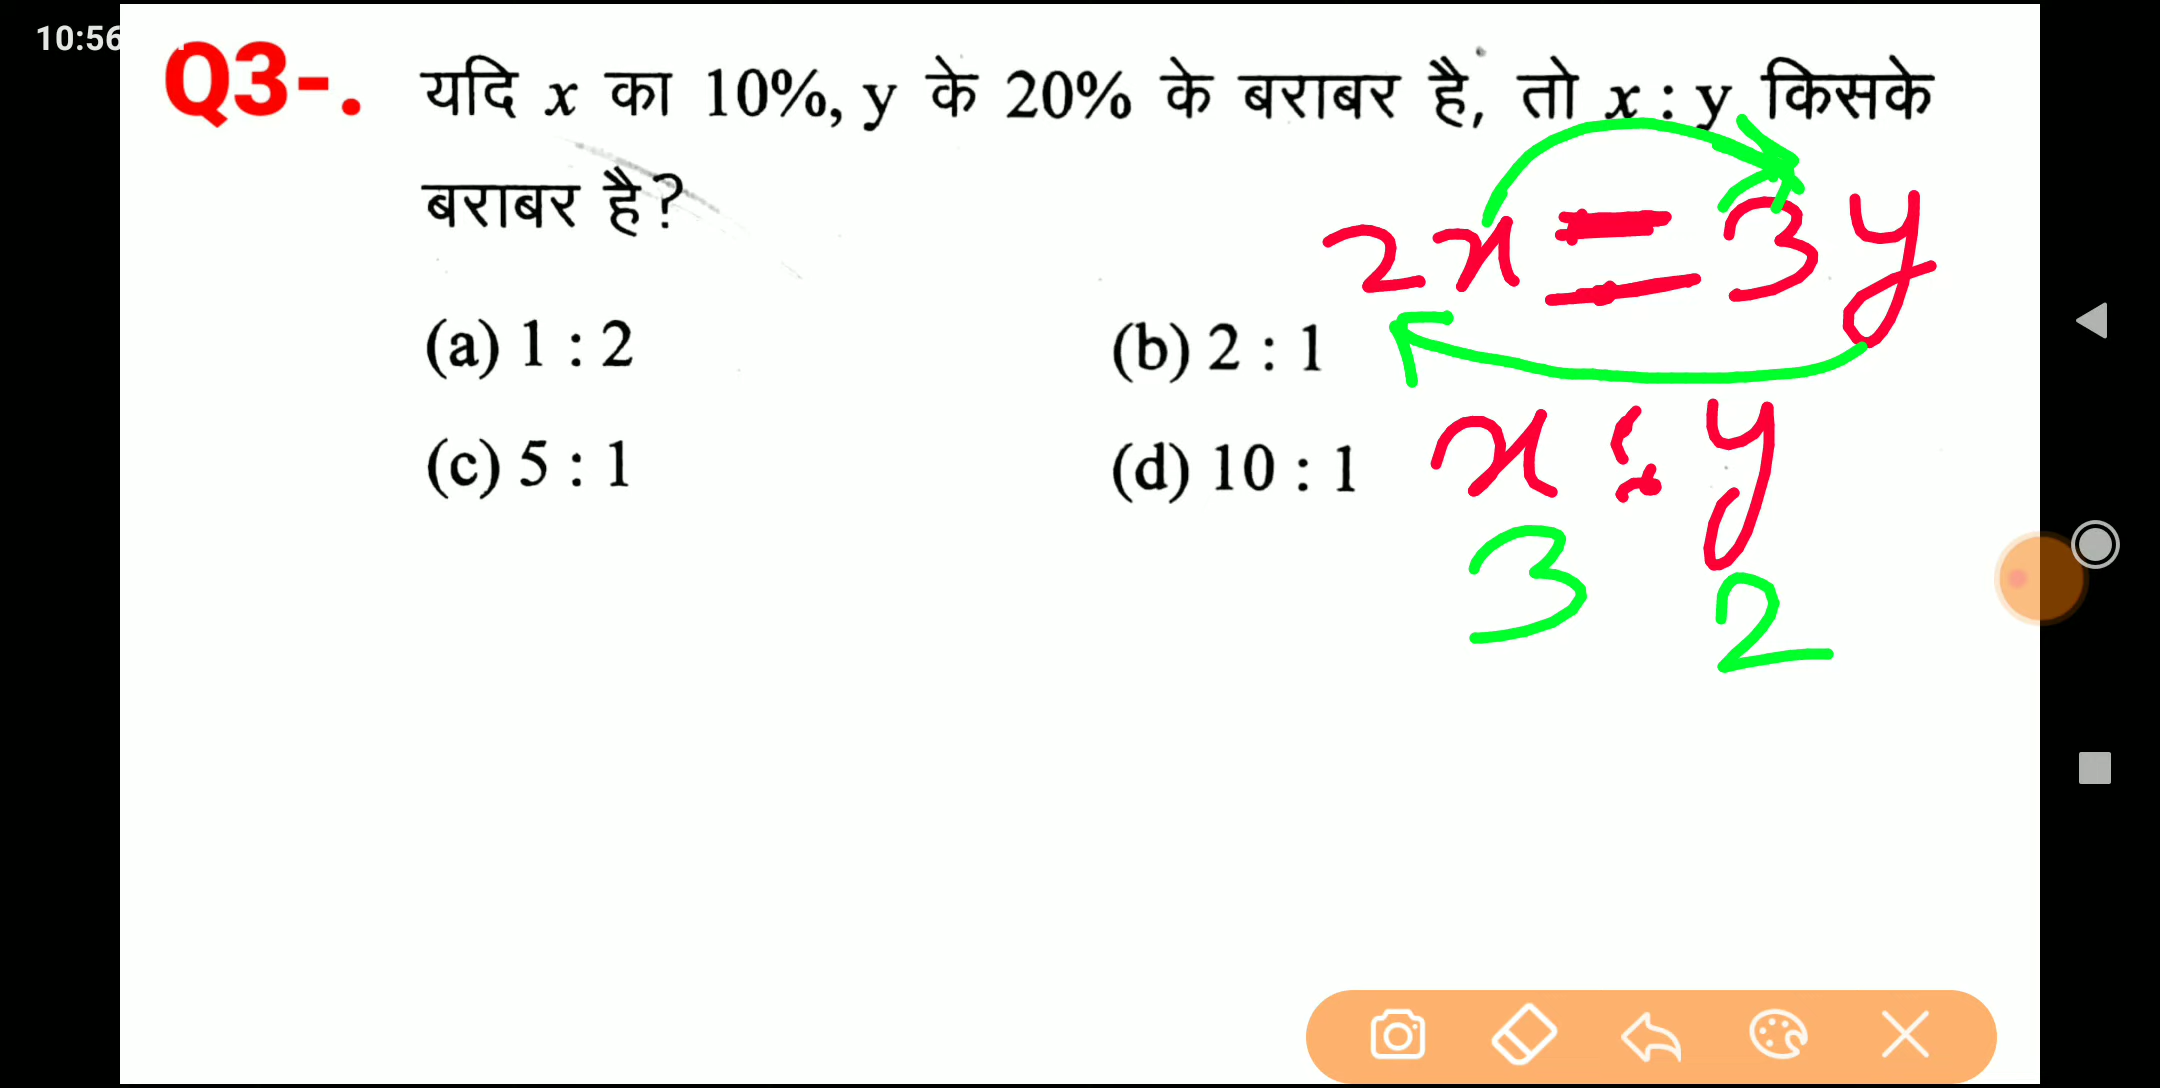 10:56
Q3-. यदि x का 10%, y के 20% के बराबर है, तो x : y किसके
बराबर है?
2x = 3y
(a) 1 : 2
(b) 2 : 1
(c) 5 : 1
(d) 10 : 1
x : y
3 2